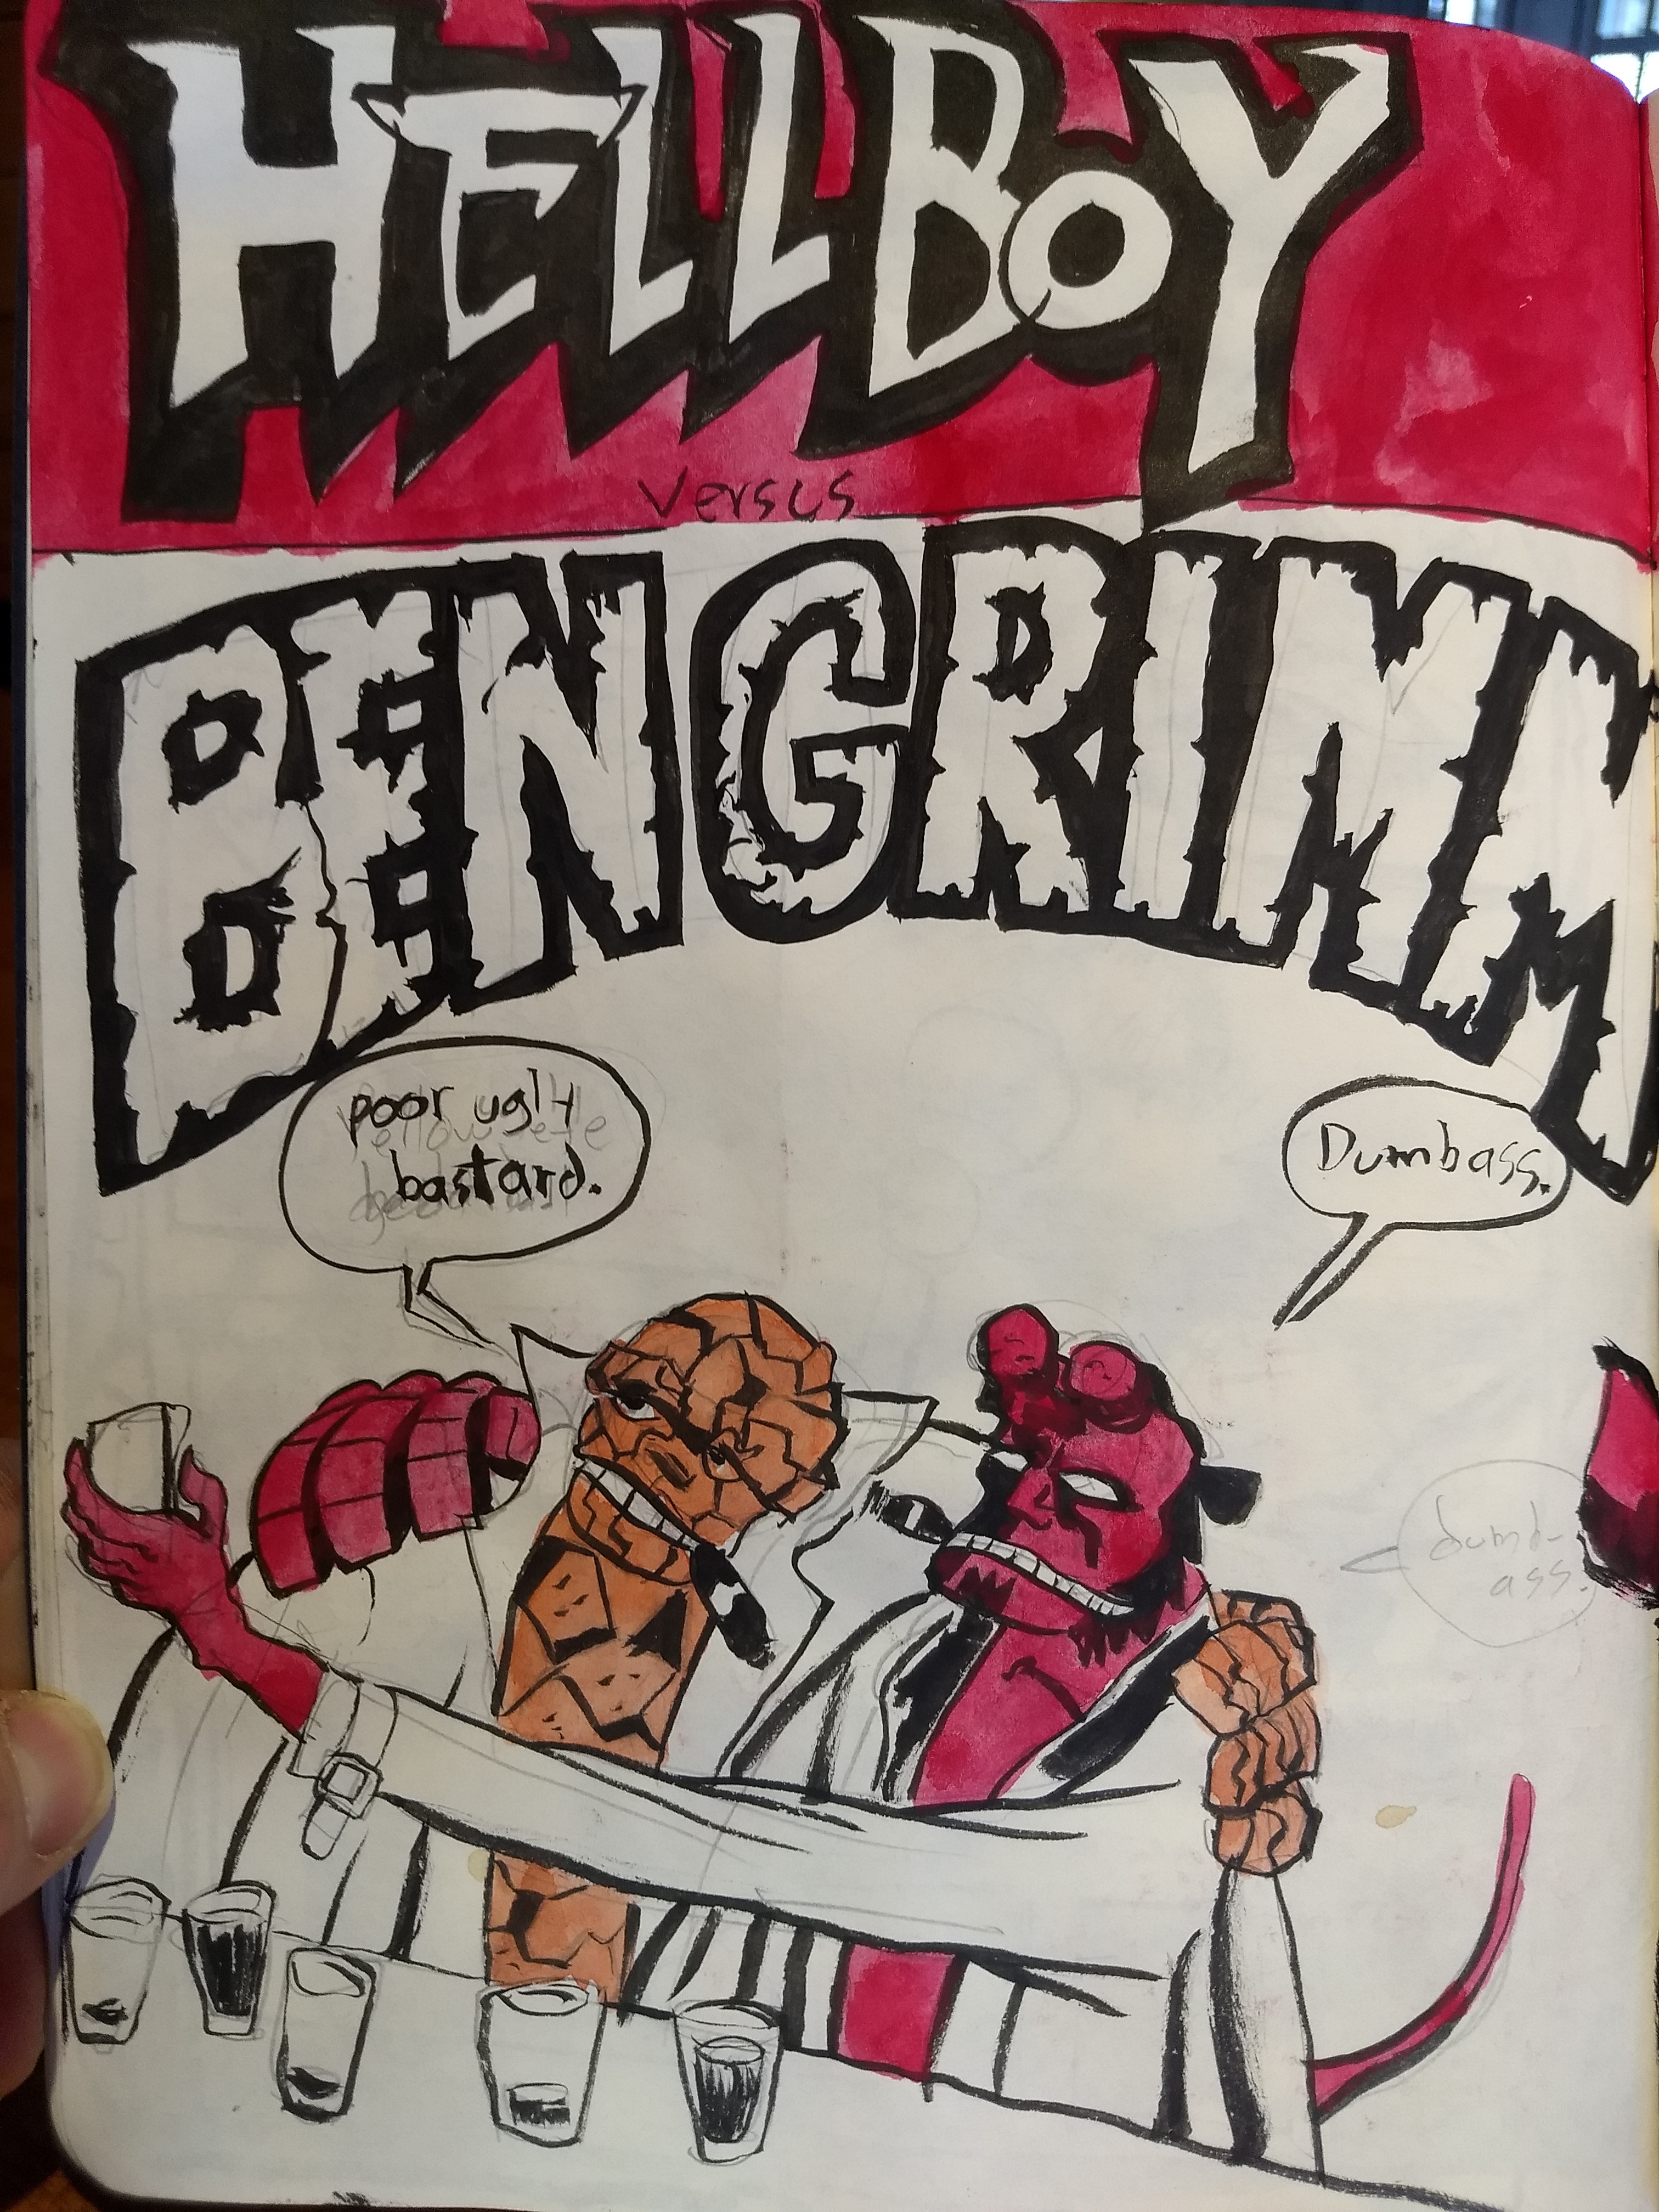 HELLBOY
Versus
BEN GRIMM
poor ugly
bastard.
Dumbass.
dumb-
ass.